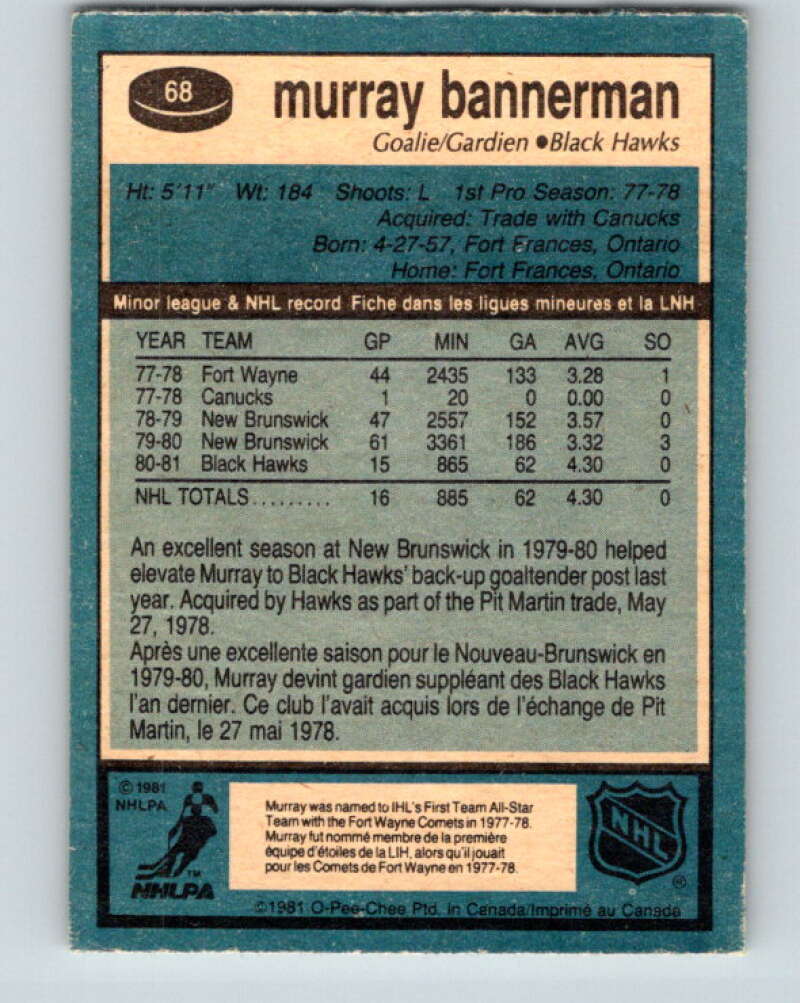 68
murray bannerman
Goalie/Gardien ●Black Hawks
Ht: 5'11" Wt: 184 Shoots: L 1st Pro Season: 77-78
Acquired: Trade with Canucks
Born: 4-27-57, Fort Frances, Ontario
Home: Fort Frances, Ontario
Minor league & NHL record Fiche dans les ligues mineures et la LNH
YEAR TEAM GP MIN GA AVG SO
77-78 Fort Wayne 44 2435 133 3.28 1
77-78 Canucks 1 20 0 0.00 0
78-79 New Brunswick 47 2557 152 3.57 0
79-80 New Brunswick 61 3361 186 3.32 3
80-81 Black Hawks 15 865 62 4.30 0
NHL TOTALS......... 16 885 62 4.30 0
An excellent season at New Brunswick in 1979-80 helped
elevate Murray to Black Hawks' back-up goaltender post last
year. Acquired by Hawks as part of the Pit Martin trade, May
27, 1978.
Après une excellente saison pour le Nouveau-Brunswick en
1979-80, Murray devint gardien suppléant des Black Hawks
l'an dernier. Ce club l'avait acquis lors de l'échange de Pit
Martin, le 27 mai 1978.
© 1981
NHLPA
TM
NHLPA
Murray was named to IHL's First Team All-Star
Team with the Fort Wayne Comets in 1977-78.
Murray fut nommé membre de la première
équipe d'étoiles de la LIH, alors qu'il jouait
pour les Comets de Fort Wayne en 1977-78.
NHL
®
©1981 O-Pee-Chee Ptd. in Canada/Imprimé au Canada